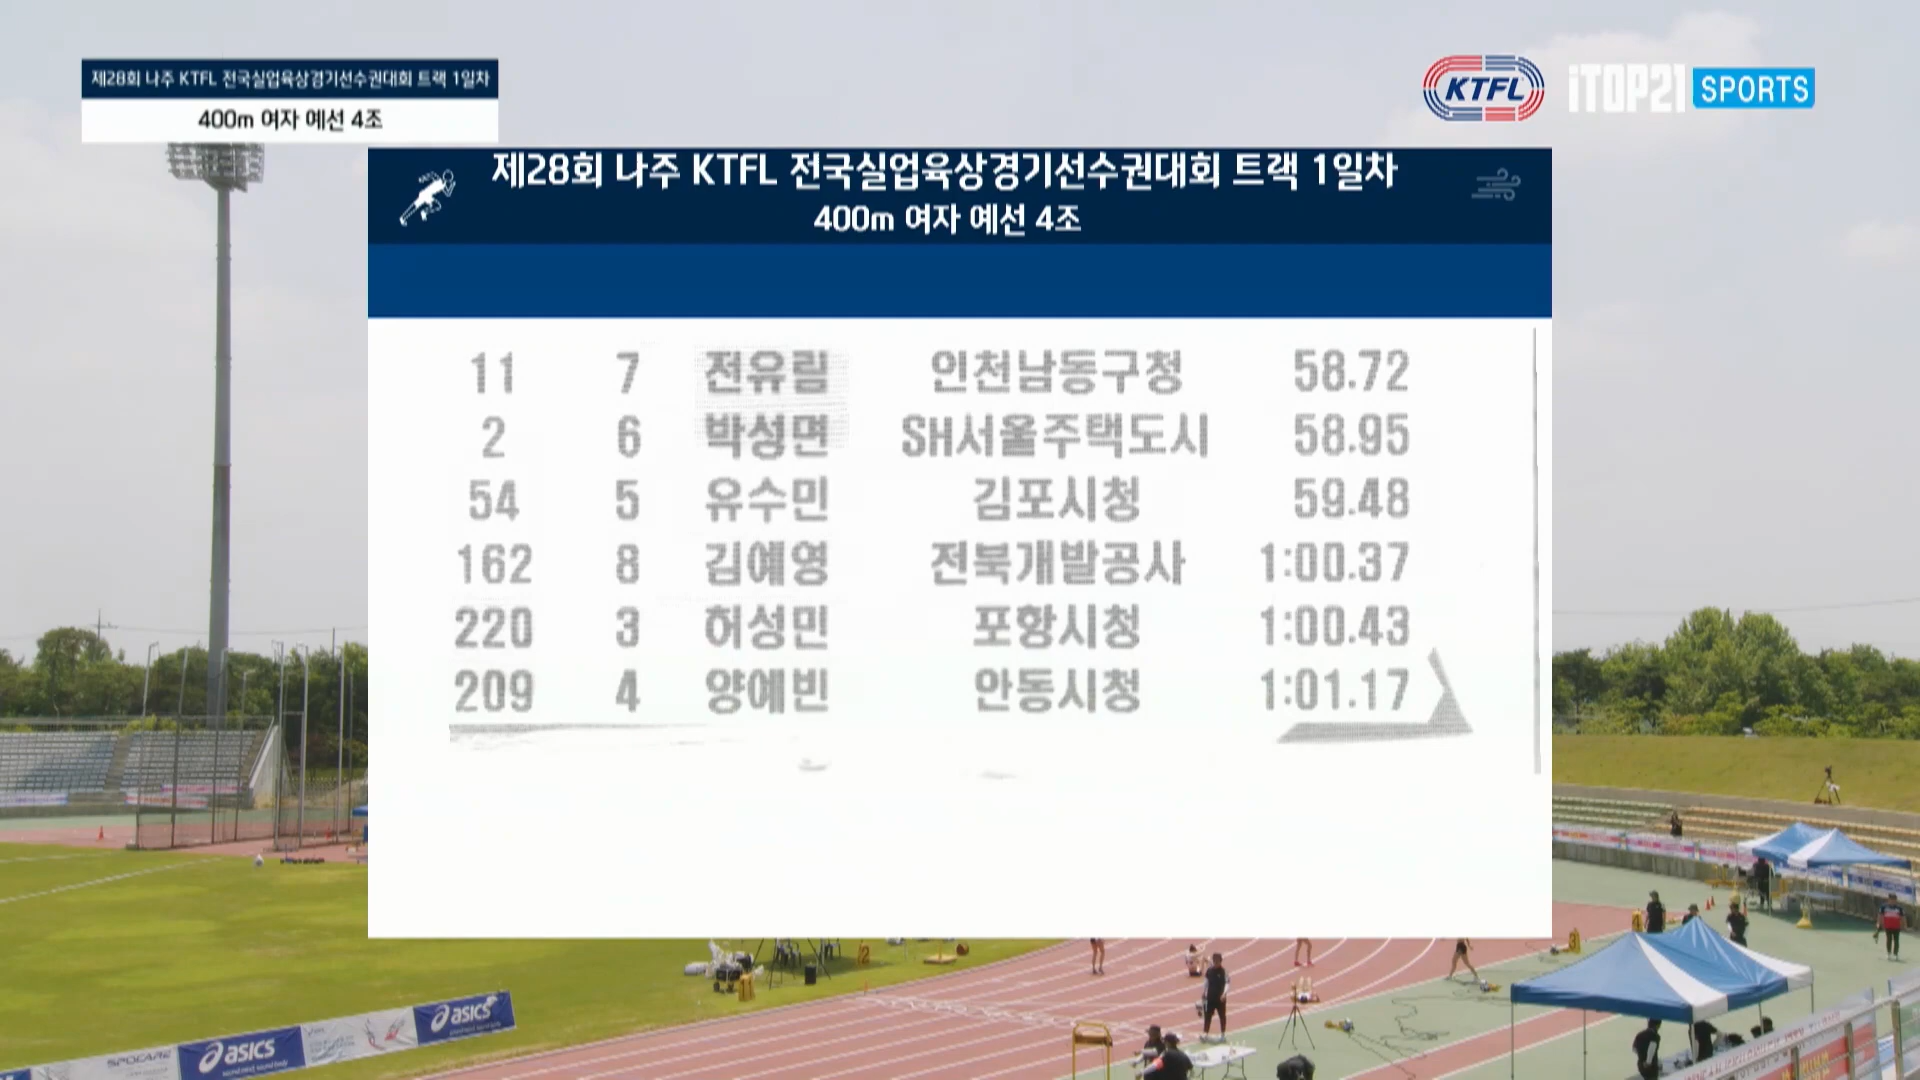 제28회 나주 KTFL 전국실업육상경기선수권대회 트랙 1일차
400m 여자 예선 4조
KTFL
iTOP21 SPORTS
제28회 나주 KTFL 전국실업육상경기선수권대회 트랙 1일차
400m 여자 예선 4조
11 7 전유림 인천남동구청 58.72
2 6 박성면 SH서울주택도시 58.95
54 5 유수민 김포시청 59.48
162 8 김예영 전북개발공사 1:00.37
220 3 허성민 포항시청 1:00.43
209 4 양예빈 안동시청 1:01.17
SPOCARE
asics
asics